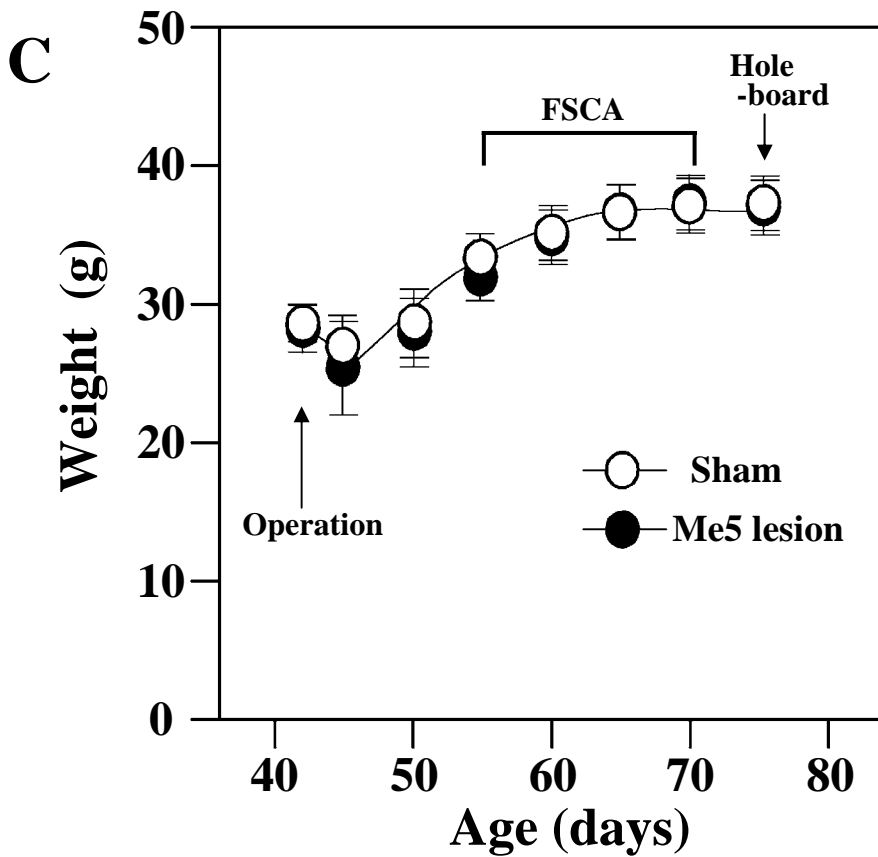 C
50
40
30
20
10
0
Weight (g)
FSCA
Hole
-board
Operation
Sham
Me5 lesion
40 50 60 70 80
Age (days)